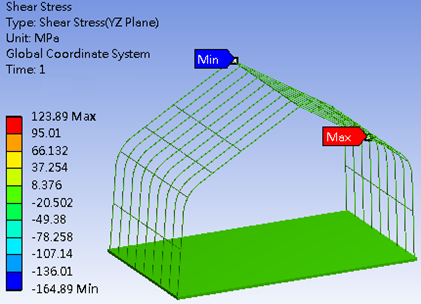 Shear Stress
Type: Shear Stress(YZ Plane)
Unit: MPa
Global Coordinate System
Time: 1
Min
Max
123.89 Max
95.01
66.132
37.254
8.376
-20.502
-49.38
-78.258
-107.14
-136.01
-164.89 Min